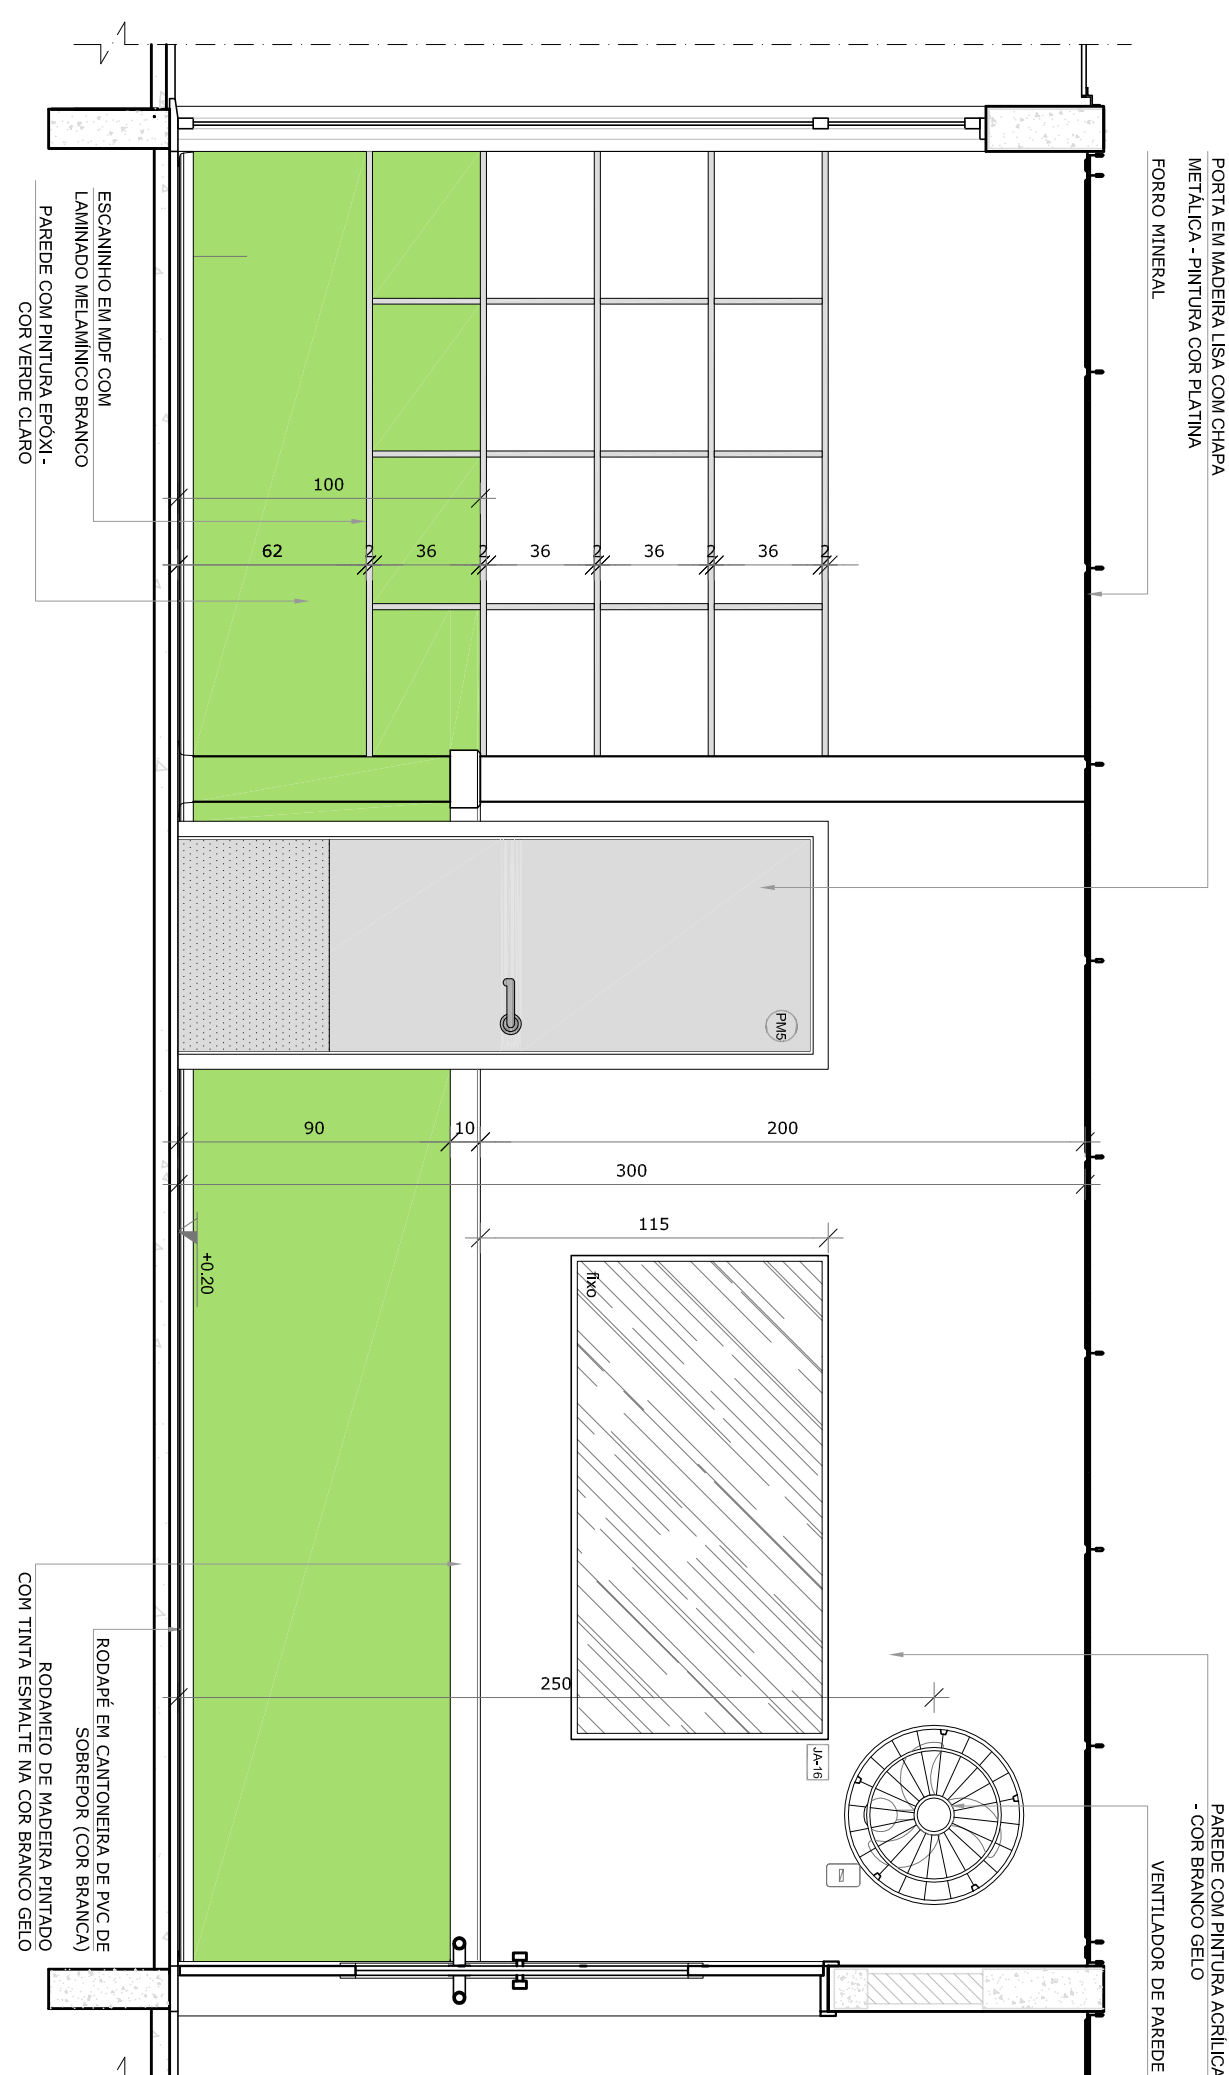 PORTA EM MADEIRA LISA COM CHAPA
METÁLICA - PINTURA COR PLATINA
FORRO MINERAL
PAREDE COM PINTURA ACRÍLICA
- COR BRANCO GELO
VENTILADOR DE PAREDE
PM5
fixo
JA-16
+0.20
100
62
2
36
2
36
2
36
2
36
2
90
10
200
300
115
250
ESCANINHO EM MDF COM
LAMINADO MELAMÍNICO BRANCO
PAREDE COM PINTURA EPÓXI -
COR VERDE CLARO
RODAPÉ EM CANTONEIRA DE PVC DE
SOBREPOR (COR BRANCA)
RODAMEIO DE MADEIRA PINTADO
COM TINTA ESMALTE NA COR BRANCO GELO